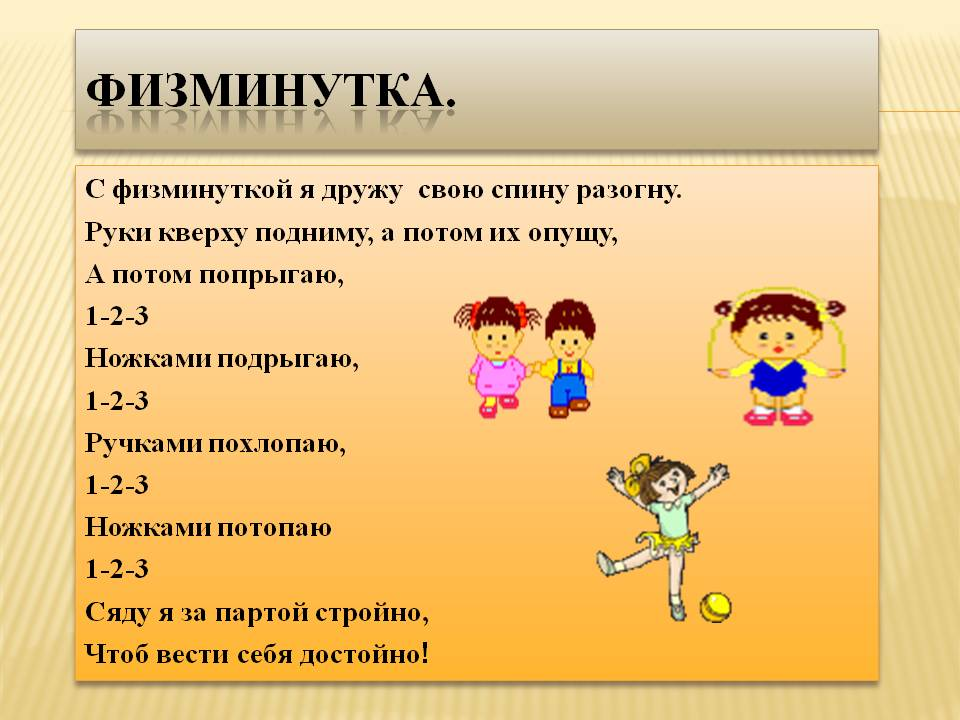 ФИЗМИНУТКА.
С физминуткой я дружу  свою спину разогну.
Руки кверху подниму, а потом их опущу,
А потом попрыгаю,
1-2-3
Ножками подрыгаю,
1-2-3
Ручками похлопаю,
1-2-3
Ножками потопаю
1-2-3
Сяду я за партой стройно,
Чтоб вести себя достойно!